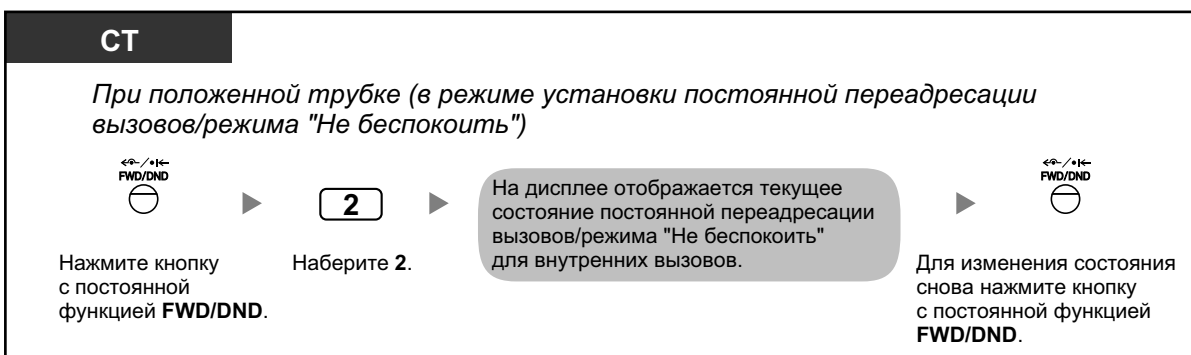 СТ
При положенной трубке (в режиме установки постоянной переадресации
вызовов/режима "Не беспокоить")
FWD/DND
2
На дисплее отображается текущее
состояние постоянной переадресации
вызовов/режима "Не беспокоить"
для внутренних вызовов.
FWD/DND
Нажмите кнопку
с постоянной
функцией FWD/DND.
Наберите 2.
Для изменения состояния
снова нажмите кнопку
с постоянной функцией
FWD/DND.